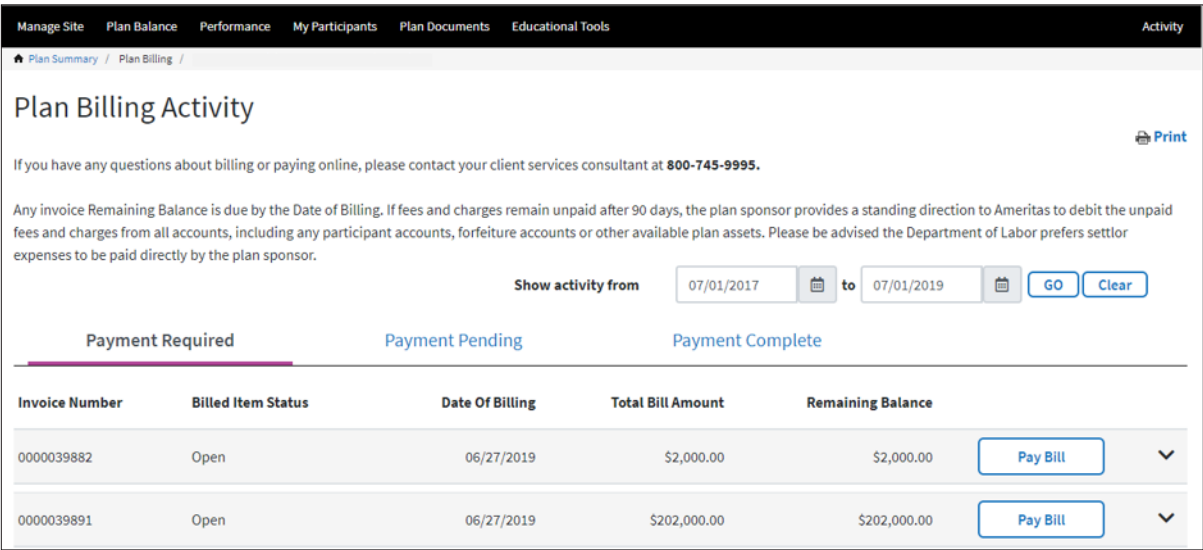 Manage Site Plan Balance Performance My Participants Plan Documents Educational Tools Activity
Plan Summary / Plan Billing /
Plan Billing Activity
Print
If you have any questions about billing or paying online, please contact your client services consultant at 800-745-9995.
Any invoice Remaining Balance is due by the Date of Billing. If fees and charges remain unpaid after 90 days, the plan sponsor provides a standing direction to Ameritas to debit the unpaid
fees and charges from all accounts, including any participant accounts, forfeiture accounts or other available plan assets. Please be advised the Department of Labor prefers settlor
expenses to be paid directly by the plan sponsor.
Show activity from 07/01/2017 to 07/01/2019 GO Clear
Payment Required Payment Pending Payment Complete
Invoice Number Billed Item Status Date Of Billing Total Bill Amount Remaining Balance
0000039882 Open 06/27/2019 $2,000.00 $2,000.00 Pay Bill
0000039891 Open 06/27/2019 $202,000.00 $202,000.00 Pay Bill